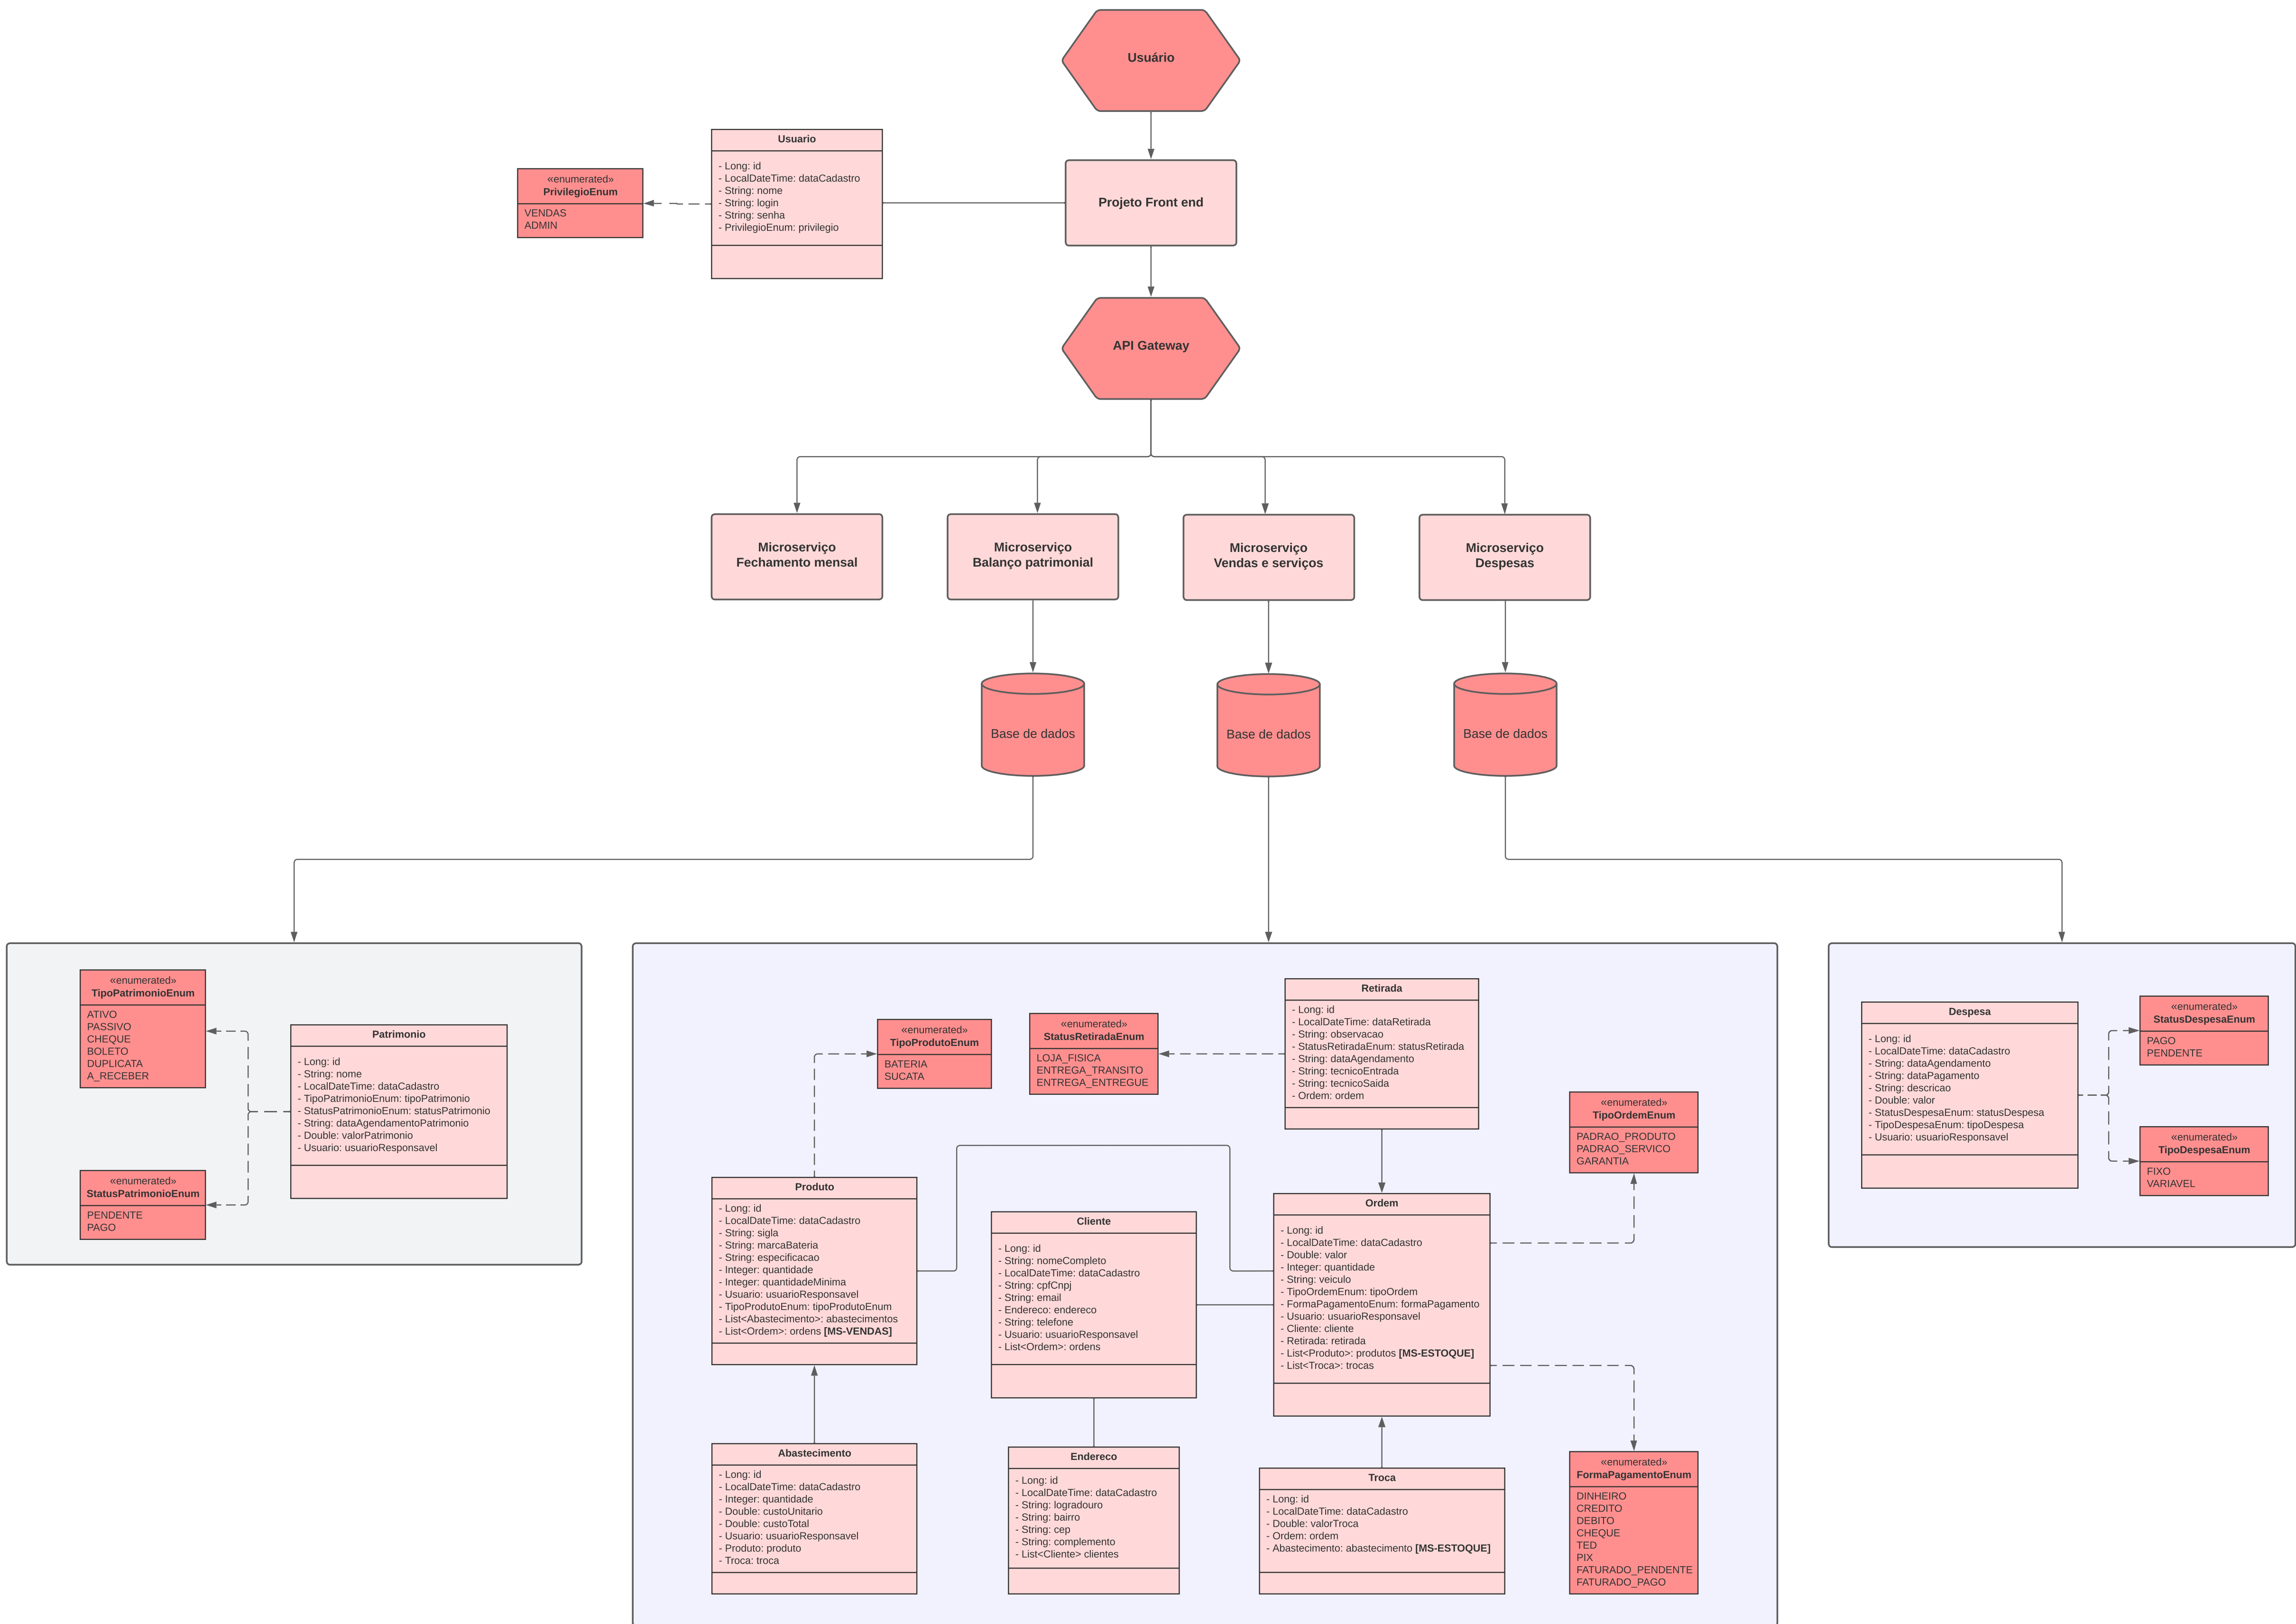 Usuário
Usuario
- Long: id
- LocalDateTime: dataCadastro
- String: nome
- String: login
- String: senha
- PrivilegioEnum: privilegio
«enumerated»
PrivilegioEnum
VENDAS
ADMIN
Projeto Front end
API Gateway
Microserviço
Fechamento mensal
Microserviço
Balanço patrimonial
Microserviço
Vendas e serviços
Microserviço
Despesas
Base de dados
Base de dados
Base de dados
«enumerated»
TipoPatrimonioEnum
ATIVO
PASSIVO
CHEQUE
BOLETO
DUPLICATA
A_RECEBER
Patrimonio
- Long: id
- String: nome
- LocalDateTime: dataCadastro
- TipoPatrimonioEnum: tipoPatrimonio
- StatusPatrimonioEnum: statusPatrimonio
- String: dataAgendamentoPatrimonio
- Double: valorPatrimonio
- Usuario: usuarioResponsavel
«enumerated»
StatusPatrimonioEnum
PENDENTE
PAGO
«enumerated»
TipoProdutoEnum
BATERIA
SUCATA
«enumerated»
StatusRetiradaEnum
LOJA_FISICA
ENTREGA_TRANSITO
ENTREGA_ENTREGUE
Retirada
- Long: id
- LocalDateTime: dataRetirada
- String: observacao
- StatusRetiradaEnum: statusRetirada
- String: dataAgendamento
- String: tecnicoEntrada
- String: tecnicoSaida
- Ordem: ordem
«enumerated»
TipoOrdemEnum
PADRAO_PRODUTO
PADRAO_SERVICO
GARANTIA
Produto
- Long: id
- LocalDateTime: dataCadastro
- String: sigla
- String: marcaBateria
- String: especificacao
- Integer: quantidade
- Integer: quantidadeMinima
- Usuario: usuarioResponsavel
- TipoProdutoEnum: tipoProdutoEnum
- List<Abastecimento>: abastecimentos
- List<Ordem>: ordens [MS-VENDAS]
Cliente
- Long: id
- String: nomeCompleto
- LocalDateTime: dataCadastro
- String: cpfCnpj
- String: email
- Endereco: endereco
- String: telefone
- Usuario: usuarioResponsavel
- List<Ordem>: ordens
Ordem
- Long: id
- LocalDateTime: dataCadastro
- Double: valor
- Integer: quantidade
- String: veiculo
- TipoOrdemEnum: tipoOrdem
- FormaPagamentoEnum: formaPagamento
- Usuario: usuarioResponsavel
- Cliente: cliente
- Retirada: retirada
- List<Produto>: produtos [MS-ESTOQUE]
- List<Troca>: trocas
Abastecimento
- Long: id
- LocalDateTime: dataCadastro
- Integer: quantidade
- Double: custoUnitario
- Double: custoTotal
- Usuario: usuarioResponsavel
- Produto: produto
- Troca: troca
Endereco
- Long: id
- LocalDateTime: dataCadastro
- String: logradouro
- String: bairro
- String: cep
- String: complemento
- List<Cliente> clientes
Troca
- Long: id
- LocalDateTime: dataCadastro
- Double: valorTroca
- Ordem: ordem
- Abastecimento: abastecimento [MS-ESTOQUE]
«enumerated»
FormaPagamentoEnum
DINHEIRO
CREDITO
DEBITO
CHEQUE
TED
PIX
FATURADO_PENDENTE
FATURADO_PAGO
Despesa
- Long: id
- LocalDateTime: dataCadastro
- String: dataAgendamento
- String: dataPagamento
- String: descricao
- Double: valor
- StatusDespesaEnum: statusDespesa
- TipoDespesaEnum: tipoDespesa
- Usuario: usuarioResponsavel
«enumerated»
StatusDespesaEnum
PAGO
PENDENTE
«enumerated»
TipoDespesaEnum
FIXO
VARIAVEL